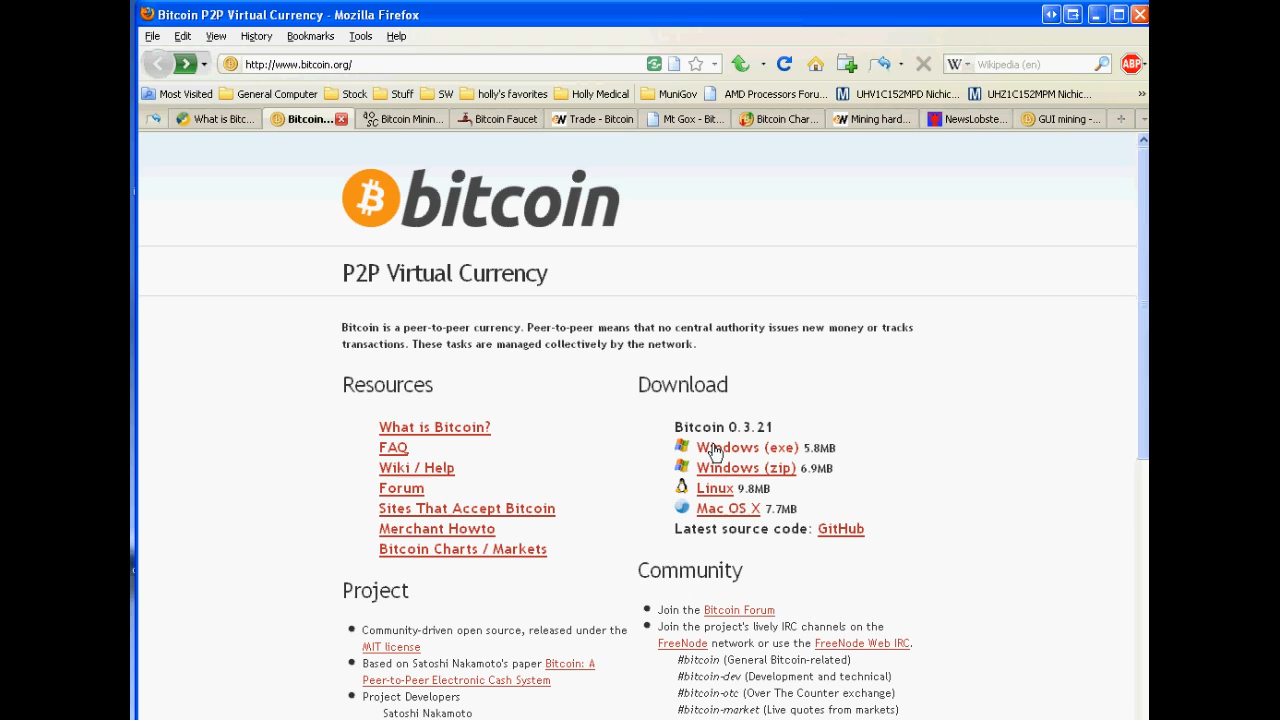 Bitcoin P2P Virtual Currency - Mozilla Firefox
File Edit View History Bookmarks Tools Help
http://www.bitcoin.org/ W Wikipedia (en) ABP
Most Visited General Computer Stock Stuff SW holly's favorites Holly Medical MuniGov AMD Processors Foru... UHV1C152MPD Nichic... UHZ1C152MPM Nichic... »
What is Bitc... Bitcoin... Bitcoin Minin... Bitcoin Faucet Trade - Bitcoin Mt Gox - Bit... Bitcoin Char... Mining hard... NewsLobste... GUI mining -...
bitcoin
P2P Virtual Currency
Bitcoin is a peer-to-peer currency. Peer-to-peer means that no central authority issues new money or tracks
transactions. These tasks are managed collectively by the network.
Resources
What is Bitcoin?
FAQ
Wiki / Help
Forum
Sites That Accept Bitcoin
Merchant Howto
Bitcoin Charts / Markets
Project
Community-driven open source, released under the
MIT license
Based on Satoshi Nakamoto's paper Bitcoin: A
Peer-to-Peer Electronic Cash System
Project Developers
Satoshi Nakamoto
Download
Bitcoin 0.3.21
Windows (exe) 5.8MB
Windows (zip) 6.9MB
Linux 9.8MB
Mac OS X 7.7MB
Latest source code: GitHub
Community
Join the Bitcoin Forum
Join the project's lively IRC channels on the
FreeNode network or use the FreeNode Web IRC.
#bitcoin (General Bitcoin-related)
#bitcoin-dev (Development and technical)
#bitcoin-otc (Over The Counter exchange)
#bitcoin-market (Live quotes from markets)